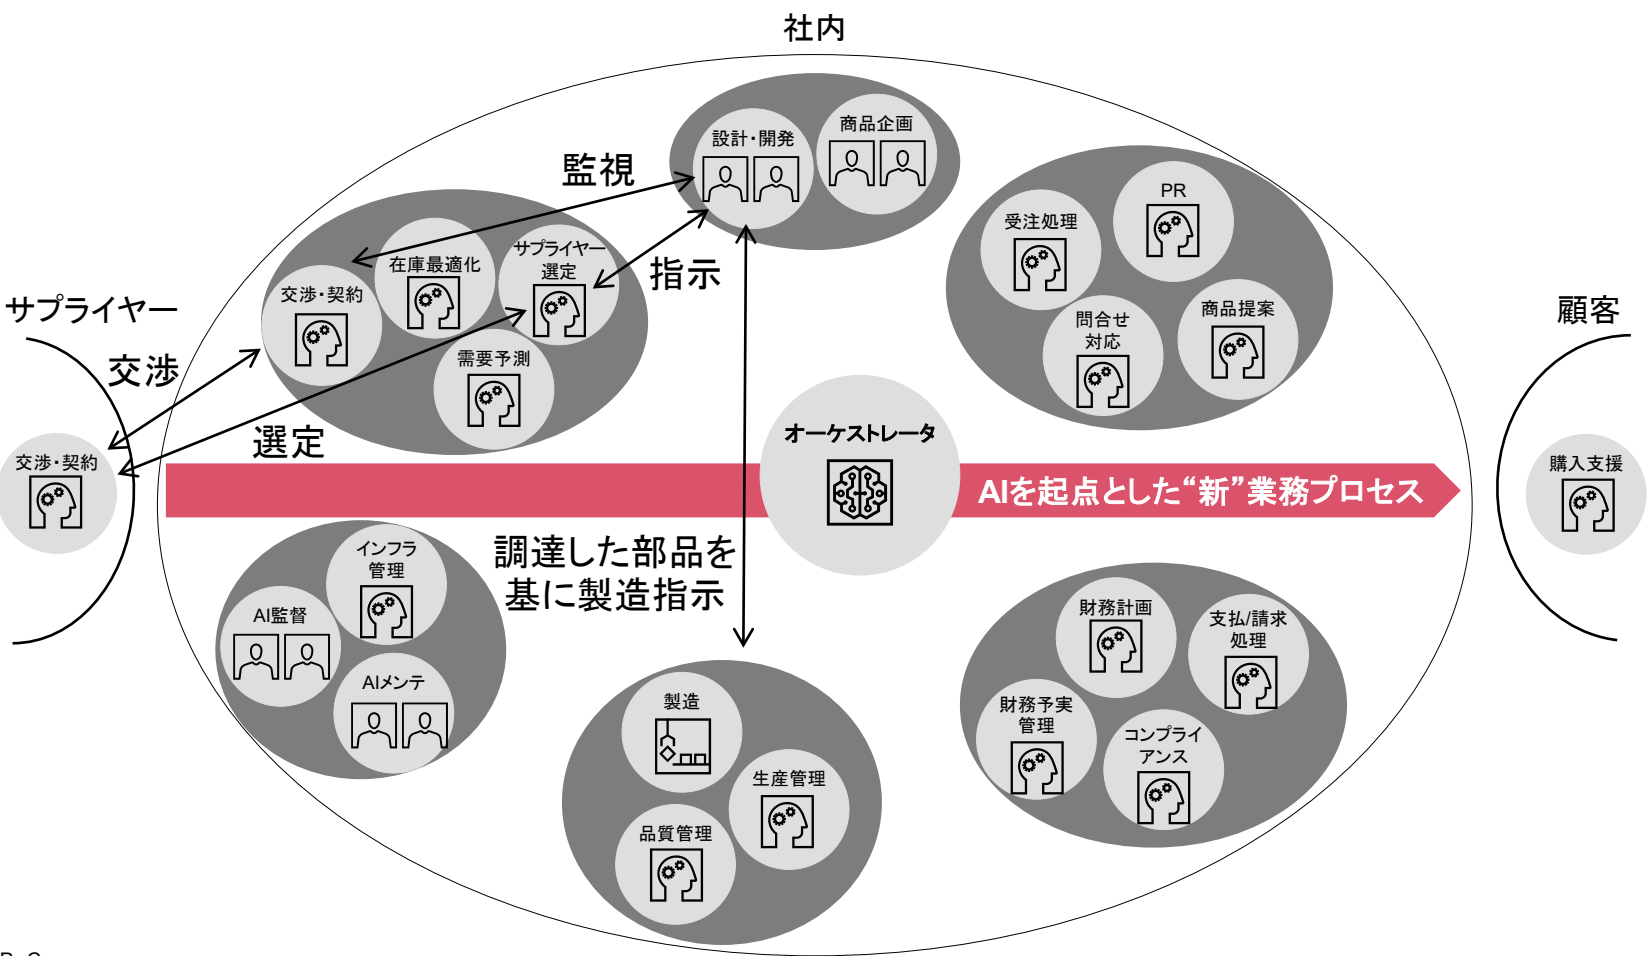 社内
設計・開発
商品企画
監視
指示
サプライヤー
選定
在庫最適化
交渉・契約
需要予測
サプライヤー
交渉
選定
交渉・契約
受注処理
PR
問合せ
対応
商品提案
顧客
購入支援
オーケストレータ
AIを起点とした“新”業務プロセス
調達した部品を
基に製造指示
インフラ
管理
AI監督
AIメンテ
製造
生産管理
品質管理
財務計画
支払/請求
処理
財務予実
管理
コンプライ
アンス